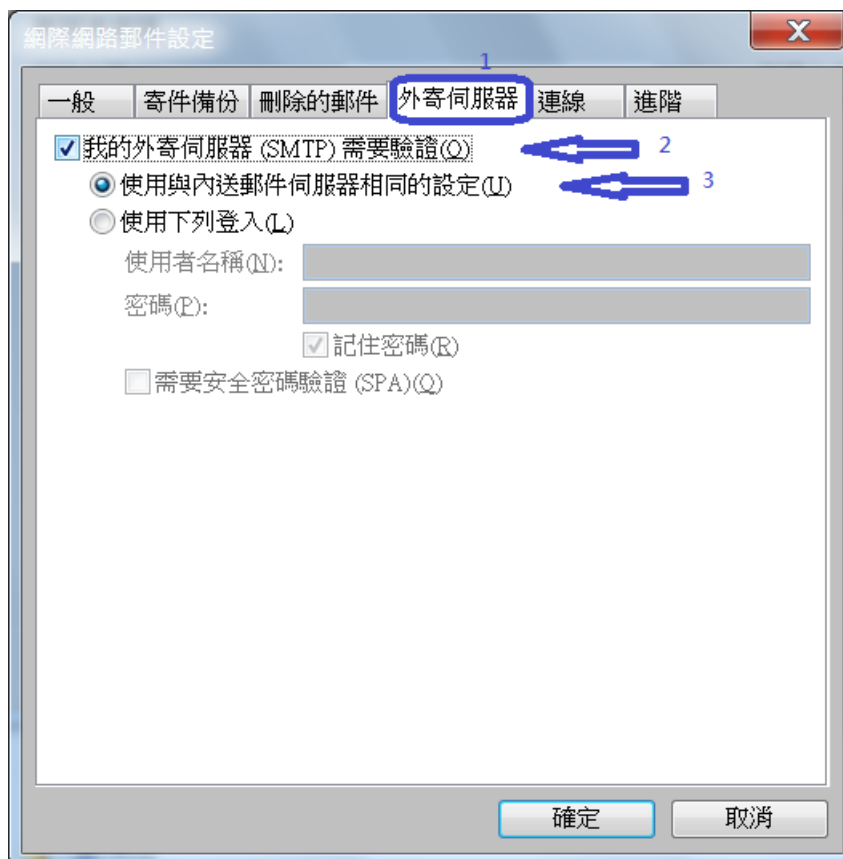 網際網路郵件設定
1
一般 寄件備份 刪除的郵件 外寄伺服器 連線 進階
我的外寄伺服器 (SMTP) 需要驗證(O) 2
使用與內送郵件伺服器相同的設定(U) 3
使用下列登入(L)
使用者名稱(N):
密碼(P):
記住密碼(R)
需要安全密碼驗證 (SPA)(Q)
確定 取消